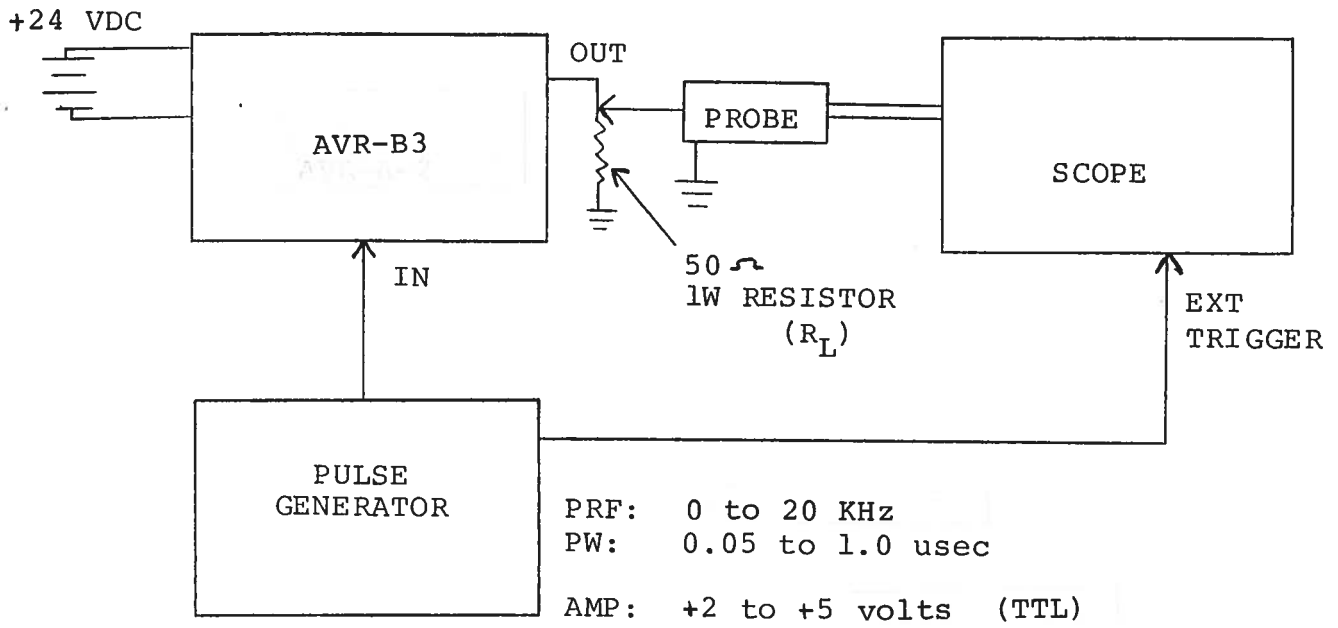 +24 VDC
AVR-B3
OUT
PROBE
SCOPE
IN
50 Ω
1W RESISTOR
(RL)
EXT
TRIGGER
PULSE
GENERATOR
PRF: 0 to 20 KHz
PW: 0.05 to 1.0 usec
AMP: +2 to +5 volts (TTL)